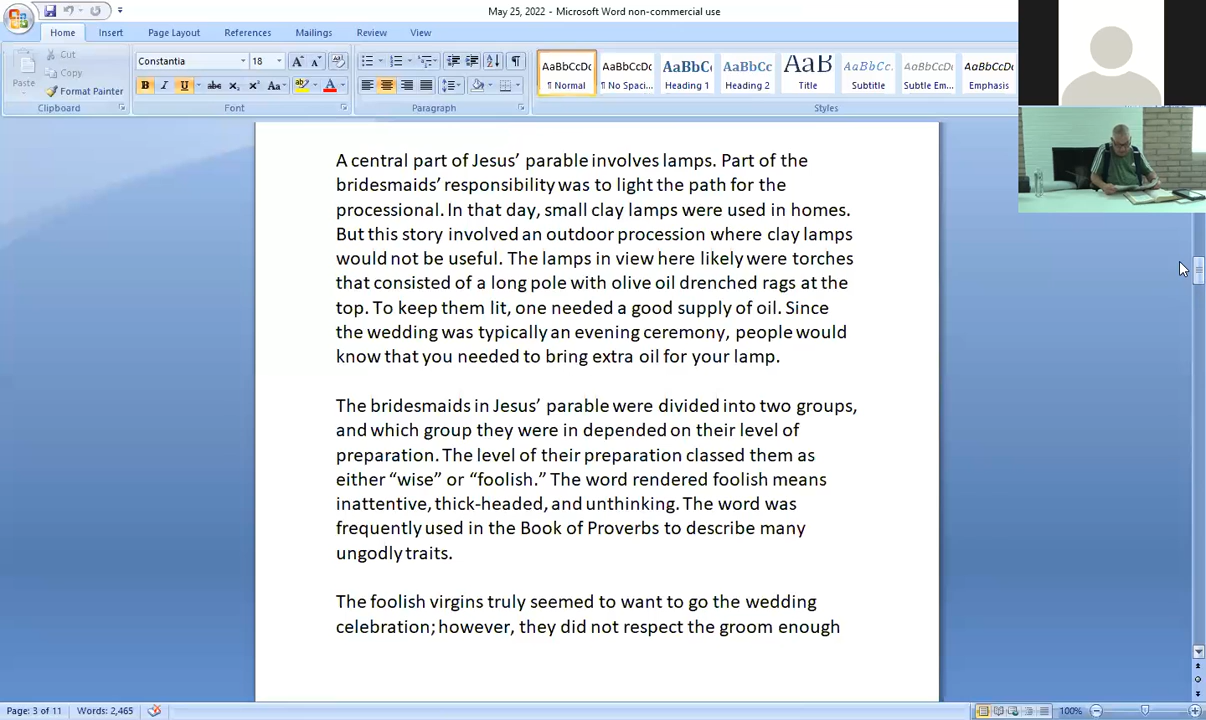 May 25, 2022 - Microsoft Word non-commercial use
Home Insert Page Layout References Mailings Review View
Cut
Copy
Paste
Format Painter
Clipboard
Constantia 18
Font
Paragraph
AaBbCcDc AaBbCcDc AaBbC( AaBbCc AaB AaBbCc. AaBbCcDc AaBbCcDc
¶ Normal ¶ No Spaci... Heading 1 Heading 2 Title Subtitle Subtle Em... Emphasis
Styles
A central part of Jesus’ parable involves lamps. Part of the
bridesmaids’ responsibility was to light the path for the
processional. In that day, small clay lamps were used in homes.
But this story involved an outdoor procession where clay lamps
would not be useful. The lamps in view here likely were torches
that consisted of a long pole with olive oil drenched rags at the
top. To keep them lit, one needed a good supply of oil. Since
the wedding was typically an evening ceremony, people would
know that you needed to bring extra oil for your lamp.
The bridesmaids in Jesus’ parable were divided into two groups,
and which group they were in depended on their level of
preparation. The level of their preparation classed them as
either “wise” or “foolish.” The word rendered foolish means
inattentive, thick-headed, and unthinking. The word was
frequently used in the Book of Proverbs to describe many
ungodly traits.
The foolish virgins truly seemed to want to go the wedding
celebration; however, they did not respect the groom enough
Page: 3 of 11 Words: 2,465 100%